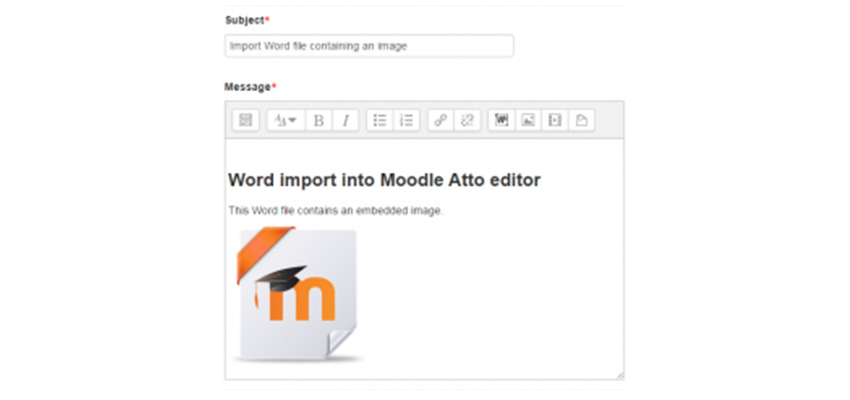 Subject*
Import Word file containing an image
Message*
B I
Word import into Moodle Atto editor
This Word file contains an embedded image.
m